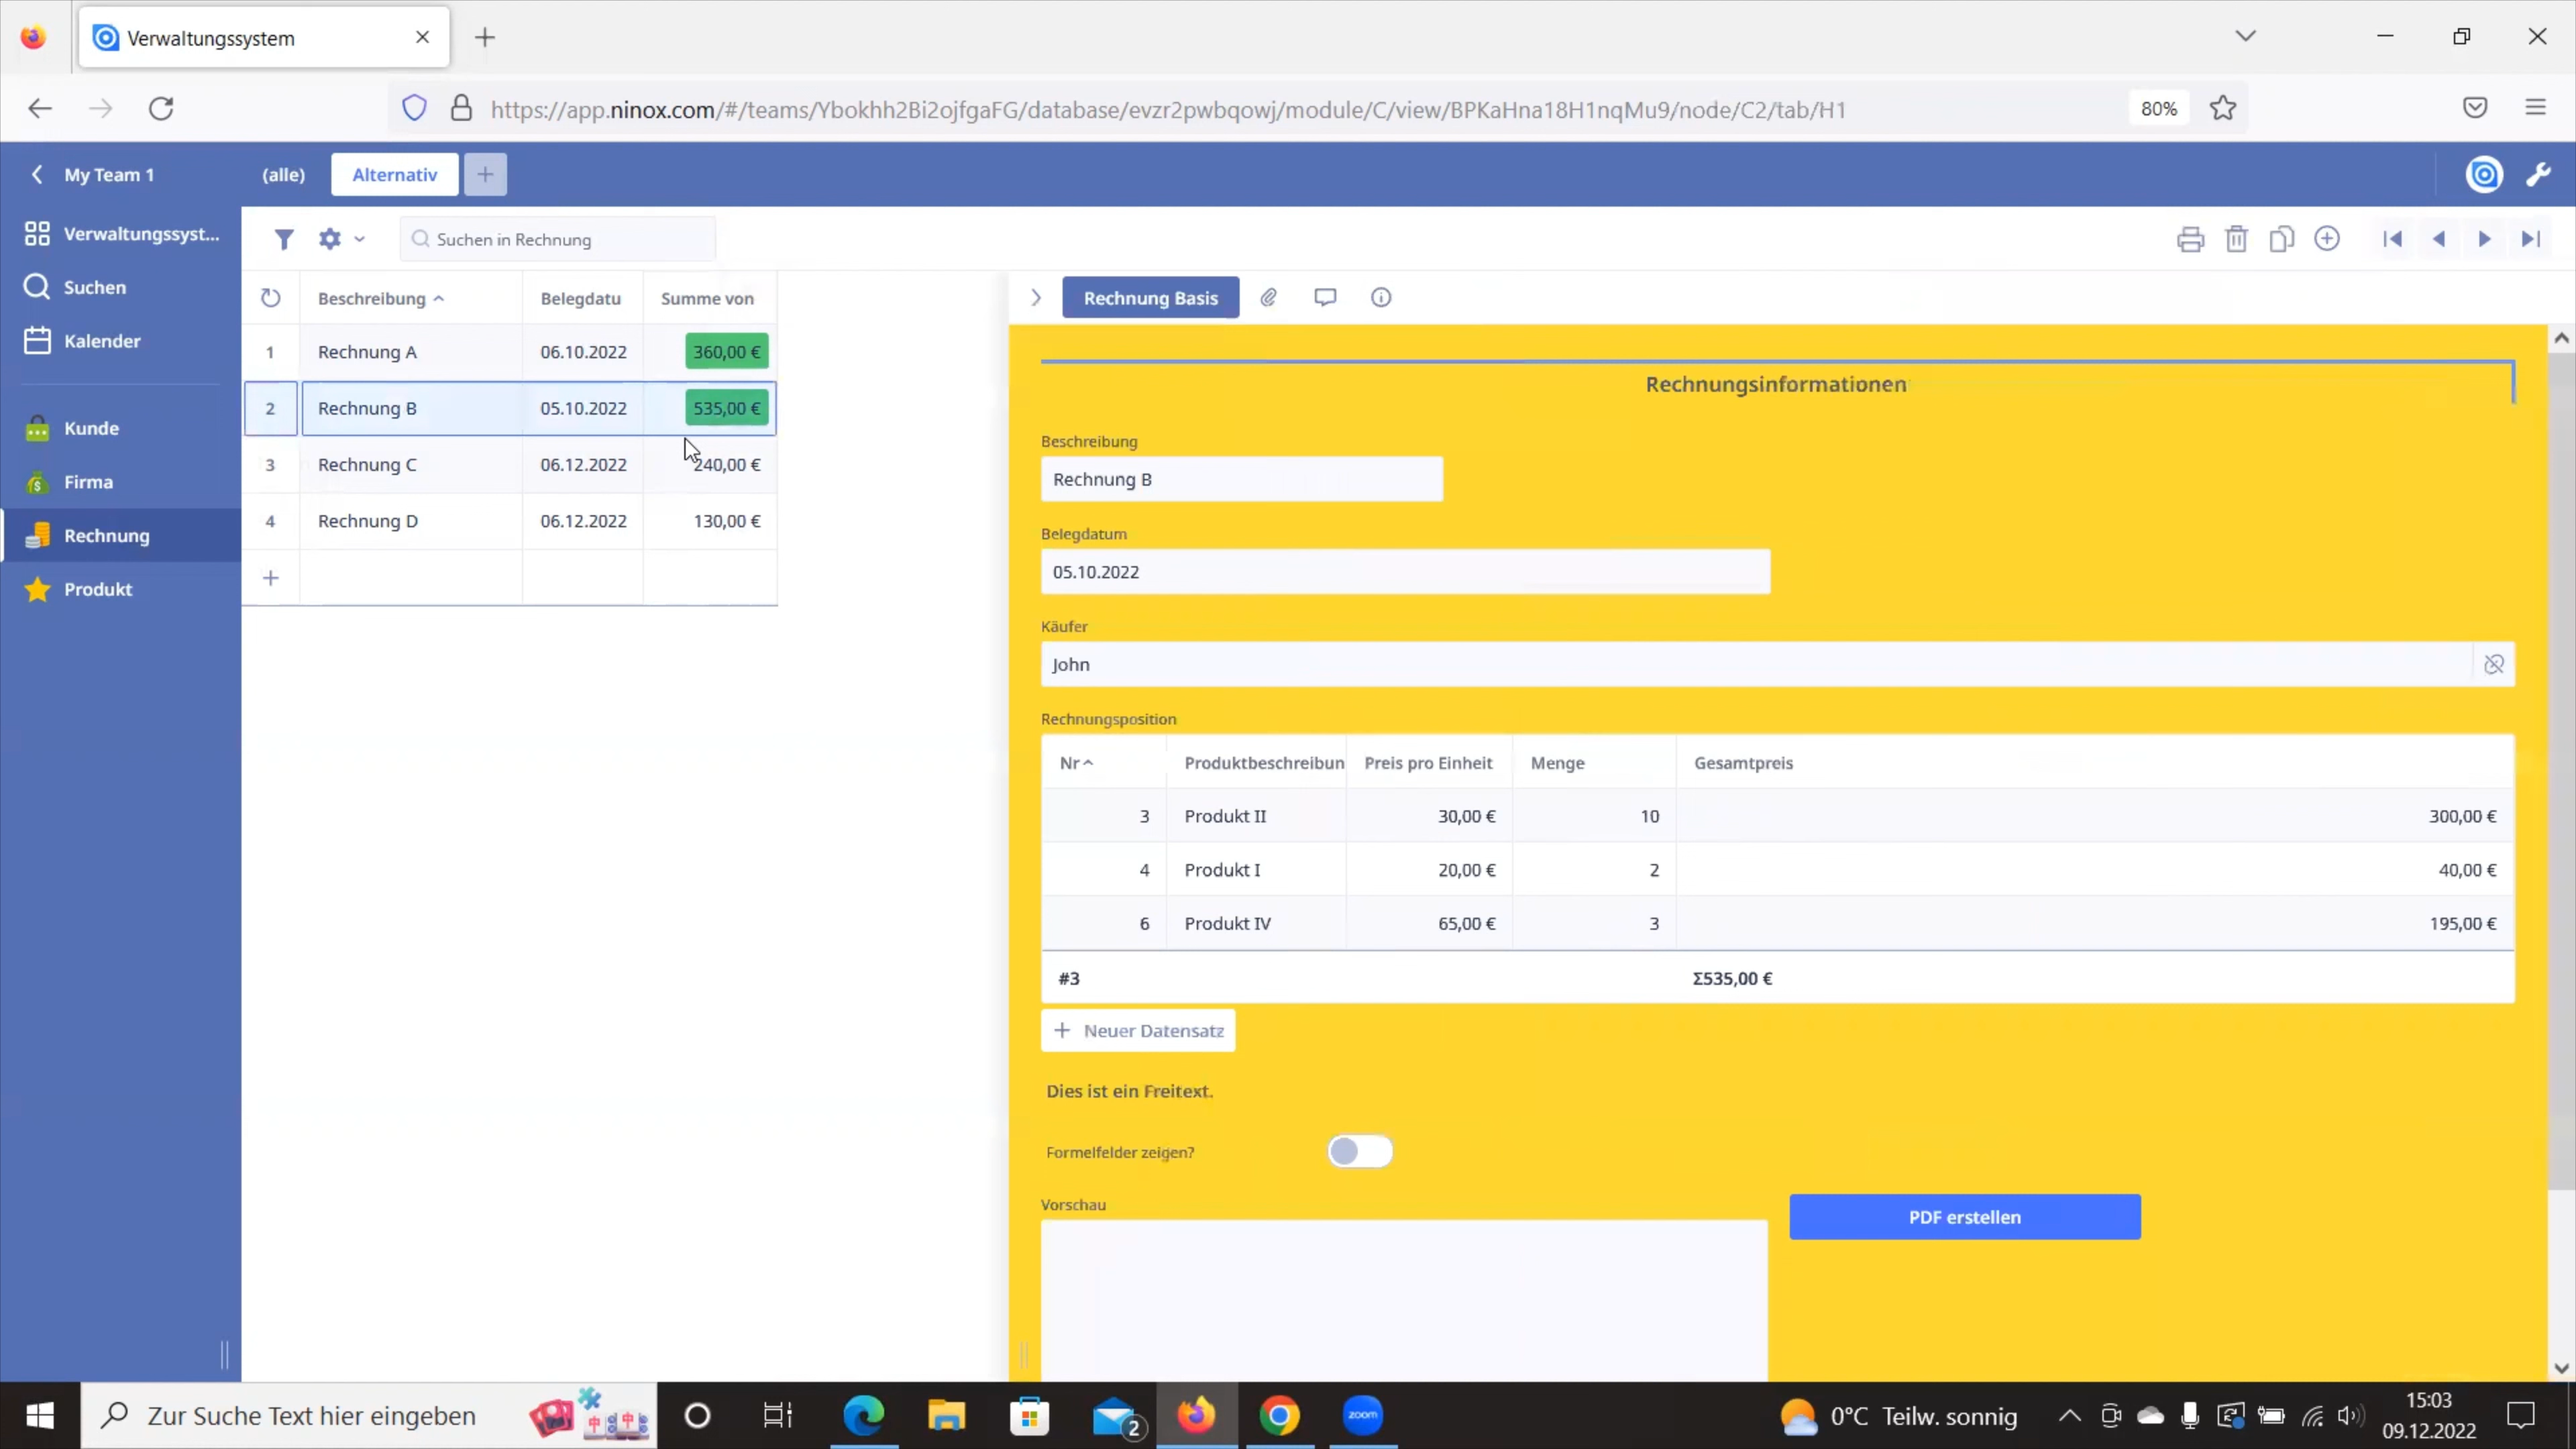 Verwaltungssystem
https://app.ninox.com/#/teams/Ybokhh2Bi2ojfgaFG/database/evzr2pwbqowj/module/C/view/BPKaHna18H1nqMu9/node/C2/tab/H1
80%
My Team 1
(alle)
Alternativ
Verwaltungssyst...
Suchen
Kalender
Kunde
Firma
Rechnung
Produkt
Suchen in Rechnung
Beschreibung Belegdatu Summe von
1 Rechnung A 06.10.2022 360,00 €
2 Rechnung B 05.10.2022 535,00 €
3 Rechnung C 06.12.2022 240,00 €
4 Rechnung D 06.12.2022 130,00 €
Rechnung Basis
Rechnungsinformationen
Beschreibung
Rechnung B
Belegdatum
05.10.2022
Käufer
John
Rechnungsposition
Nr Produktbeschreibun Preis pro Einheit Menge Gesamtpreis
3 Produkt II 30,00 € 10 300,00 €
4 Produkt I 20,00 € 2 40,00 €
6 Produkt IV 65,00 € 3 195,00 €
#3 Σ535,00 €
Neuer Datensatz
Dies ist ein Freitext.
Formelfelder zeigen?
Vorschau
PDF erstellen
Zur Suche Text hier eingeben
2
zoom
0°C Teilw. sonnig
15:03
09.12.2022